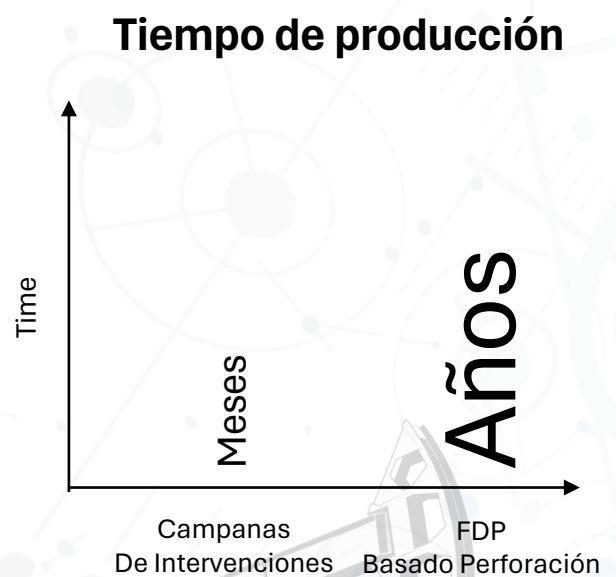 Tiempo de producción
Time
Meses
Años
Campanas
De Intervenciones
FDP
Basado Perforación